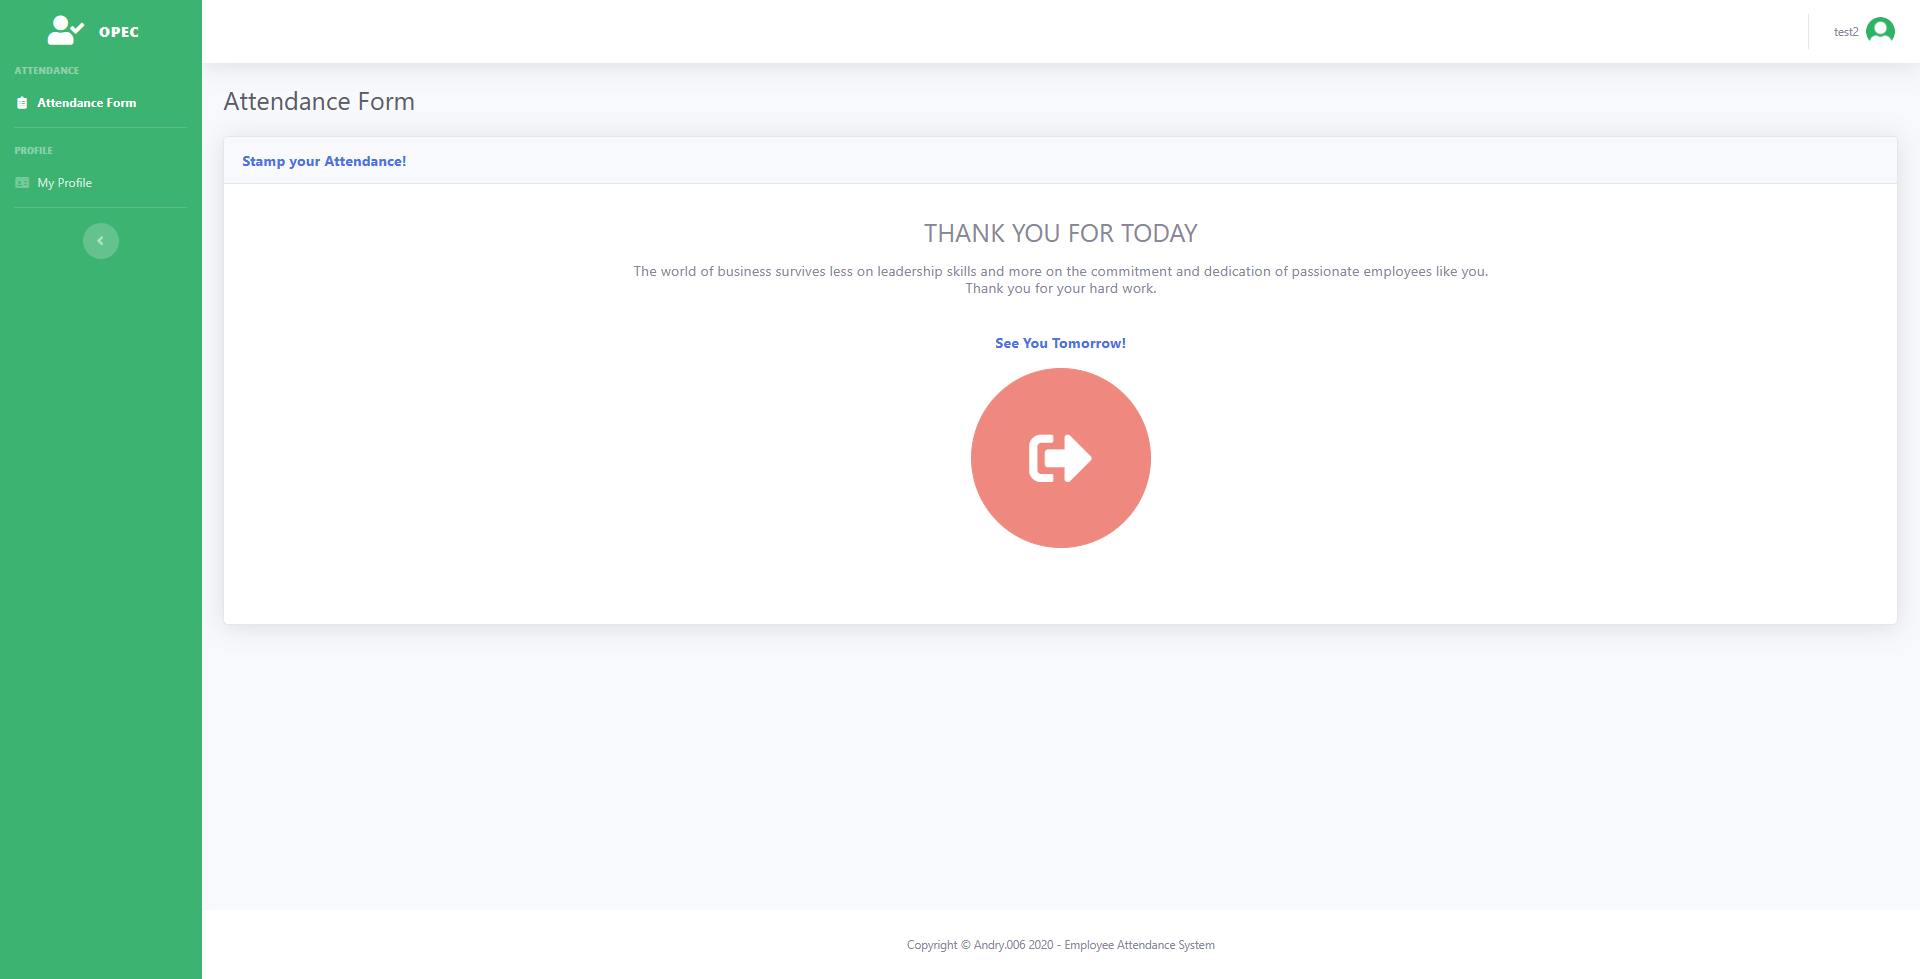 OPEC
test2
ATTENDANCE
Attendance Form
PROFILE
My Profile
Attendance Form
Stamp your Attendance!
THANK YOU FOR TODAY
The world of business survives less on leadership skills and more on the commitment and dedication of passionate employees like you.
Thank you for your hard work.
See You Tomorrow!
Copyright © Andry.006 2020 - Employee Attendance System